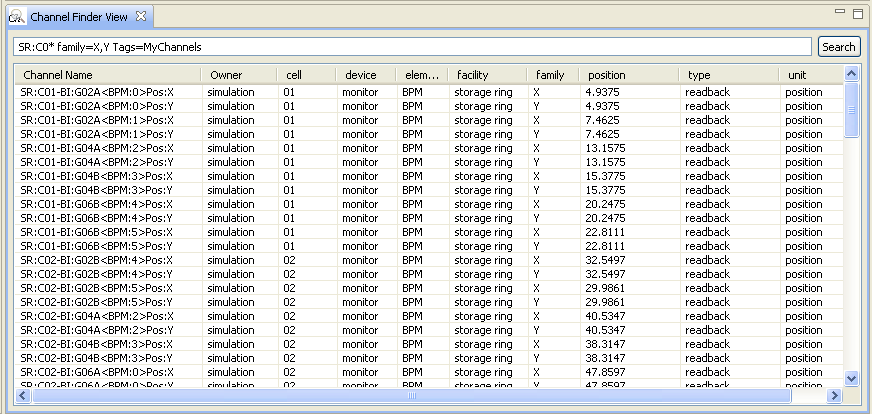 Channel Finder View
SR:C0* family=X,Y Tags=MyChannels Search
Channel Name Owner cell device elem... facility family position type unit
SR:C01-BI:G02A<BPM:0>Pos:X simulation 01 monitor BPM storage ring X 4.9375 readback position
SR:C01-BI:G02A<BPM:0>Pos:Y simulation 01 monitor BPM storage ring Y 4.9375 readback position
SR:C01-BI:G02A<BPM:1>Pos:X simulation 01 monitor BPM storage ring X 7.4625 readback position
SR:C01-BI:G02A<BPM:1>Pos:Y simulation 01 monitor BPM storage ring Y 7.4625 readback position
SR:C01-BI:G04A<BPM:2>Pos:X simulation 01 monitor BPM storage ring X 13.1575 readback position
SR:C01-BI:G04A<BPM:2>Pos:Y simulation 01 monitor BPM storage ring Y 13.1575 readback position
SR:C01-BI:G04B<BPM:3>Pos:X simulation 01 monitor BPM storage ring X 15.3775 readback position
SR:C01-BI:G04B<BPM:3>Pos:Y simulation 01 monitor BPM storage ring Y 15.3775 readback position
SR:C01-BI:G06B<BPM:4>Pos:X simulation 01 monitor BPM storage ring X 20.2475 readback position
SR:C01-BI:G06B<BPM:4>Pos:Y simulation 01 monitor BPM storage ring Y 20.2475 readback position
SR:C01-BI:G06B<BPM:5>Pos:X simulation 01 monitor BPM storage ring X 22.8111 readback position
SR:C01-BI:G06B<BPM:5>Pos:Y simulation 01 monitor BPM storage ring Y 22.8111 readback position
SR:C02-BI:G02B<BPM:4>Pos:X simulation 02 monitor BPM storage ring X 32.5497 readback position
SR:C02-BI:G02B<BPM:4>Pos:Y simulation 02 monitor BPM storage ring Y 32.5497 readback position
SR:C02-BI:G02B<BPM:5>Pos:X simulation 02 monitor BPM storage ring X 29.9861 readback position
SR:C02-BI:G02B<BPM:5>Pos:Y simulation 02 monitor BPM storage ring Y 29.9861 readback position
SR:C02-BI:G04A<BPM:2>Pos:X simulation 02 monitor BPM storage ring X 40.5347 readback position
SR:C02-BI:G04A<BPM:2>Pos:Y simulation 02 monitor BPM storage ring Y 40.5347 readback position
SR:C02-BI:G04B<BPM:3>Pos:X simulation 02 monitor BPM storage ring X 38.3147 readback position
SR:C02-BI:G04B<BPM:3>Pos:Y simulation 02 monitor BPM storage ring Y 38.3147 readback position
SR:C02-BI:G06A<BPM:0>Pos:X simulation 02 monitor BPM storage ring X 47.8597 readback position
SR:C02-BI:G06A<BPM:0>Pos:Y simulation 02 monitor BPM storage ring Y 47.8597 readback position